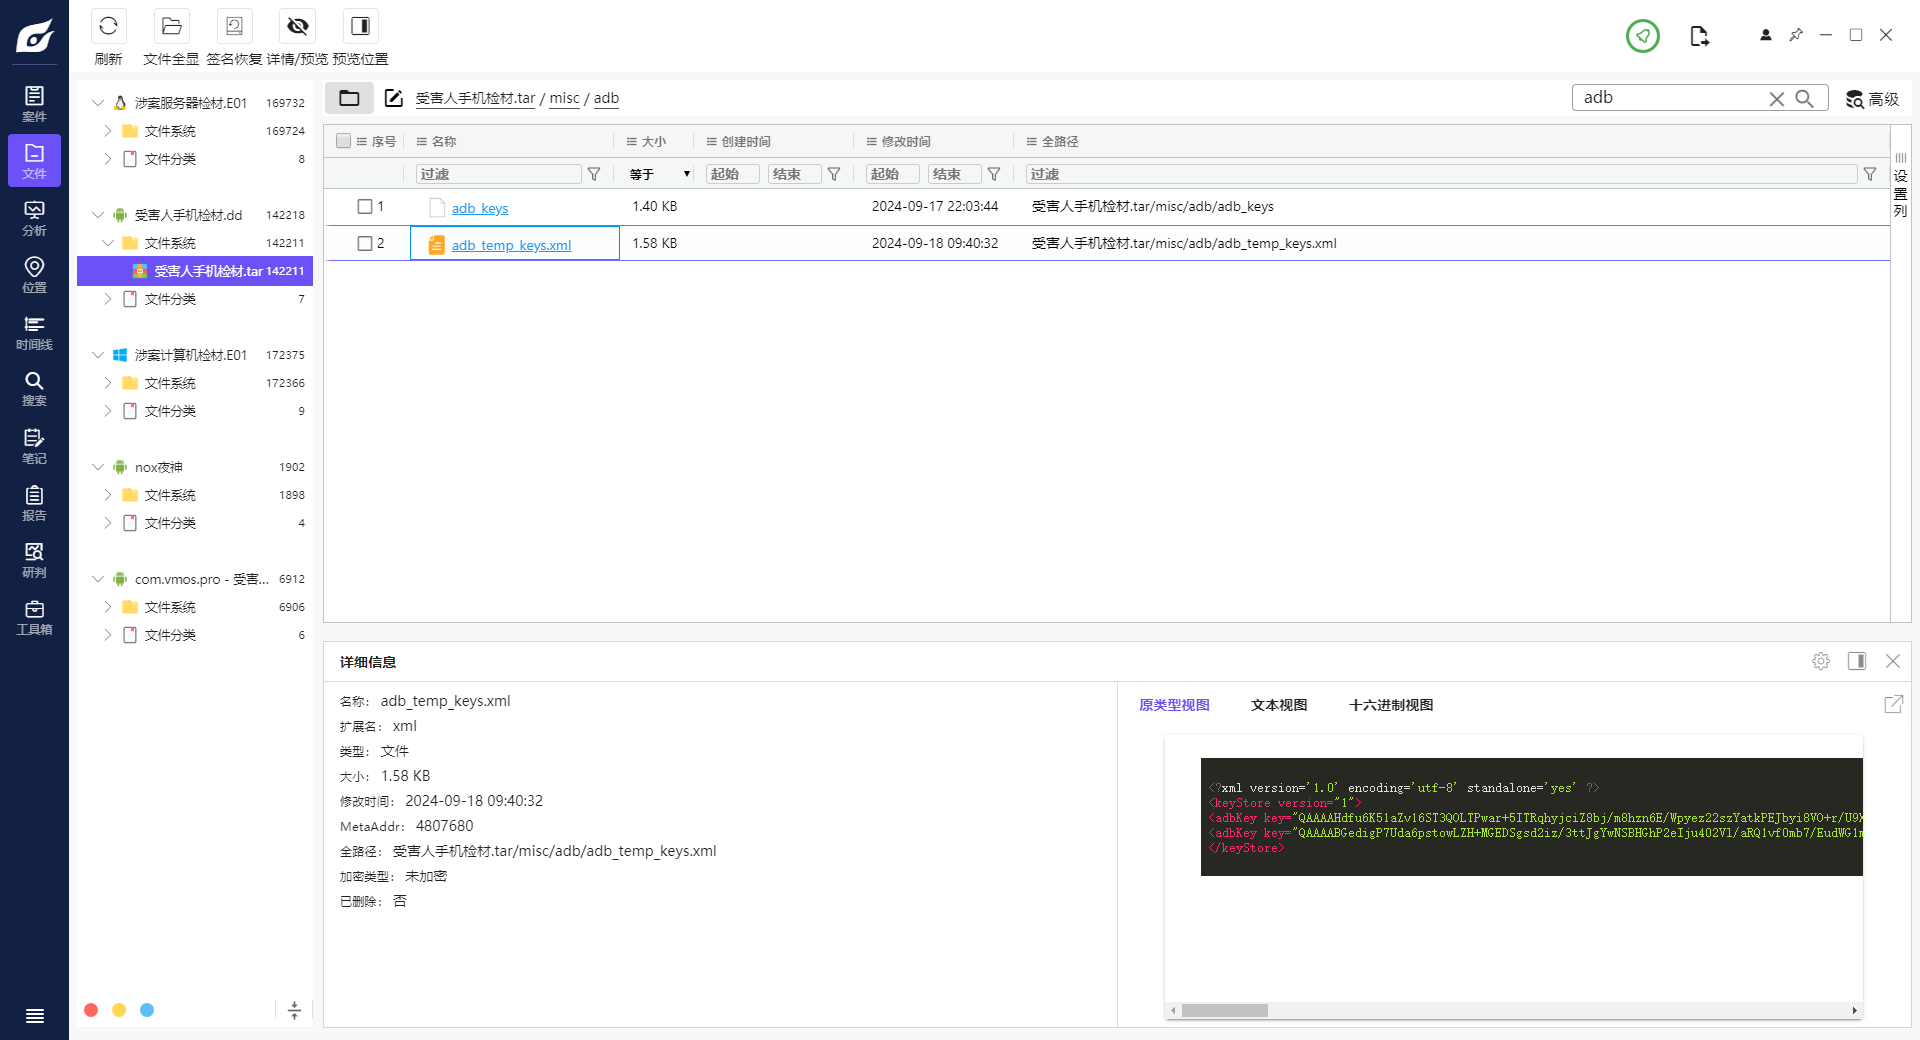 刷新
文件全显
签名恢复
详情/预览
预览位置
案件
文件
分析
位置
时间线
搜索
笔记
报告
研判
工具箱
涉案服务器检材.E01 169732
文件系统 169724
文件分类 8
受害人手机检材.dd 142218
文件系统 142211
受害人手机检材.tar 142211
文件分类 7
涉案计算机检材.E01 172375
文件系统 172366
文件分类 9
nox夜神 1902
文件系统 1898
文件分类 4
com.vmos.pro - 受害... 6912
文件系统 6906
文件分类 6
受害人手机检材.tar / misc / adb
adb
高级
序号 名称 大小 创建时间 修改时间 全路径
过滤 等于 起始 结束 起始 结束 过滤
1 adb_keys 1.40 KB 2024-09-17 22:03:44 受害人手机检材.tar/misc/adb/adb_keys
2 adb_temp_keys.xml 1.58 KB 2024-09-18 09:40:32 受害人手机检材.tar/misc/adb/adb_temp_keys.xml
设置列
详细信息
名称: adb_temp_keys.xml
扩展名: xml
类型: 文件
大小: 1.58 KB
修改时间: 2024-09-18 09:40:32
MetaAddr: 4807680
全路径: 受害人手机检材.tar/misc/adb/adb_temp_keys.xml
加密类型: 未加密
已删除: 否
原类型视图 文本视图 十六进制视图
<?xml version='1.0' encoding='utf-8' standalone='yes' ?>
<keyStore version="1">
<adbKey key="QAAAAHdfu6K51aZv16ST3QOLTPwar+5ITRqhyjciZ8bj/m8hzn6E/Wpyez22szYatkPEJbyi8VO+r/U9X
<adbKey key="QAAAABGedigP7Uda6pstowLZH+MGEDSgsd2iz/3ttJgYwNSBHGhP2eIju402Vl/aRQ1vf0mb7/EudWG1m
</keyStore>